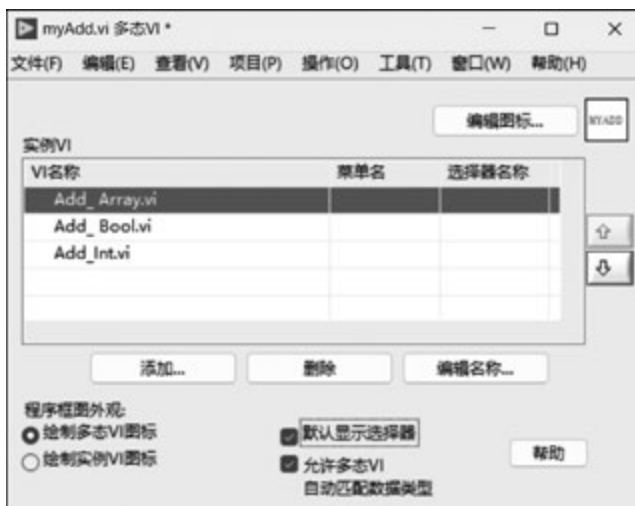 myAdd.vi 多态VI *
文件(F) 编辑(E) 查看(V) 项目(P) 操作(O) 工具(T) 窗口(W) 帮助(H)
编辑图标...
MYADD
实例VI
VI名称 菜单名 选择器名称
Add_ Array.vi
Add_ Bool.vi
Add_Int.vi
添加... 删除 编辑名称...
程序框图外观:
绘制多态VI图标 默认显示选择器
绘制实例VI图标 允许多态VI 帮助
自动匹配数据类型